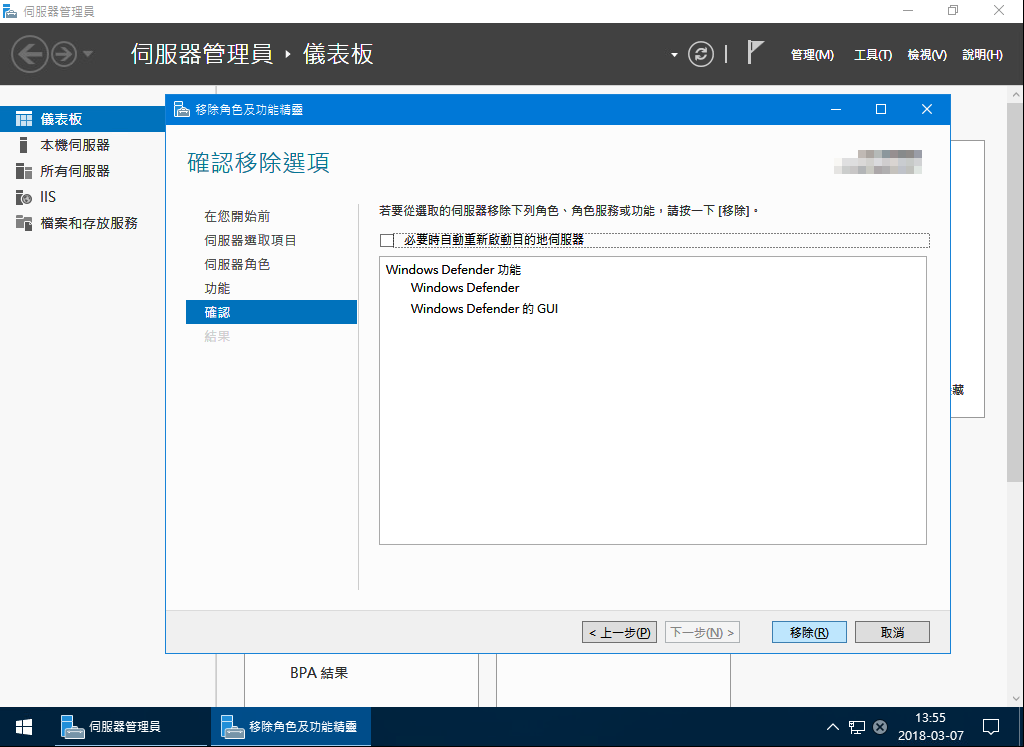 伺服器管理員
伺服器管理員 ‣ 儀表板
管理(M) 工具(T) 檢視(V) 說明(H)
儀表板
本機伺服器
所有伺服器
IIS
檔案和存放服務
移除角色及功能精靈
確認移除選項
在您開始前
伺服器選取項目
伺服器角色
功能
確認
結果
若要從選取的伺服器移除下列角色、角色服務或功能，請按一下 [移除]。
必要時自動重新啟動目的地伺服器
Windows Defender 功能
Windows Defender
Windows Defender 的 GUI
< 上一步(P) 下一步(N) > 移除(R) 取消
藏
BPA 結果
伺服器管理員
移除角色及功能精靈
13:55
2018-03-07